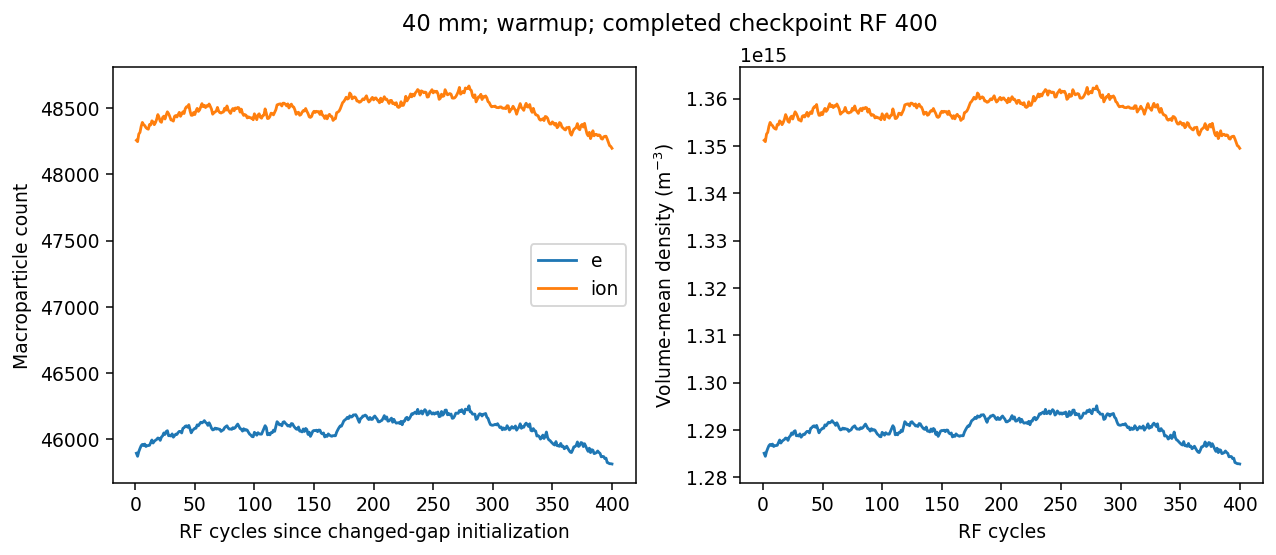 40 mm; warmup; completed checkpoint RF 400
48500
48000
47500
47000
46500
46000
Macroparticle count
0 50 100 150 200 250 300 350 400
RF cycles since changed-gap initialization
e
ion
1e15
1.36
1.35
1.34
1.33
1.32
1.31
1.30
1.29
1.28
Volume-mean density (m⁻³)
0 50 100 150 200 250 300 350 400
RF cycles